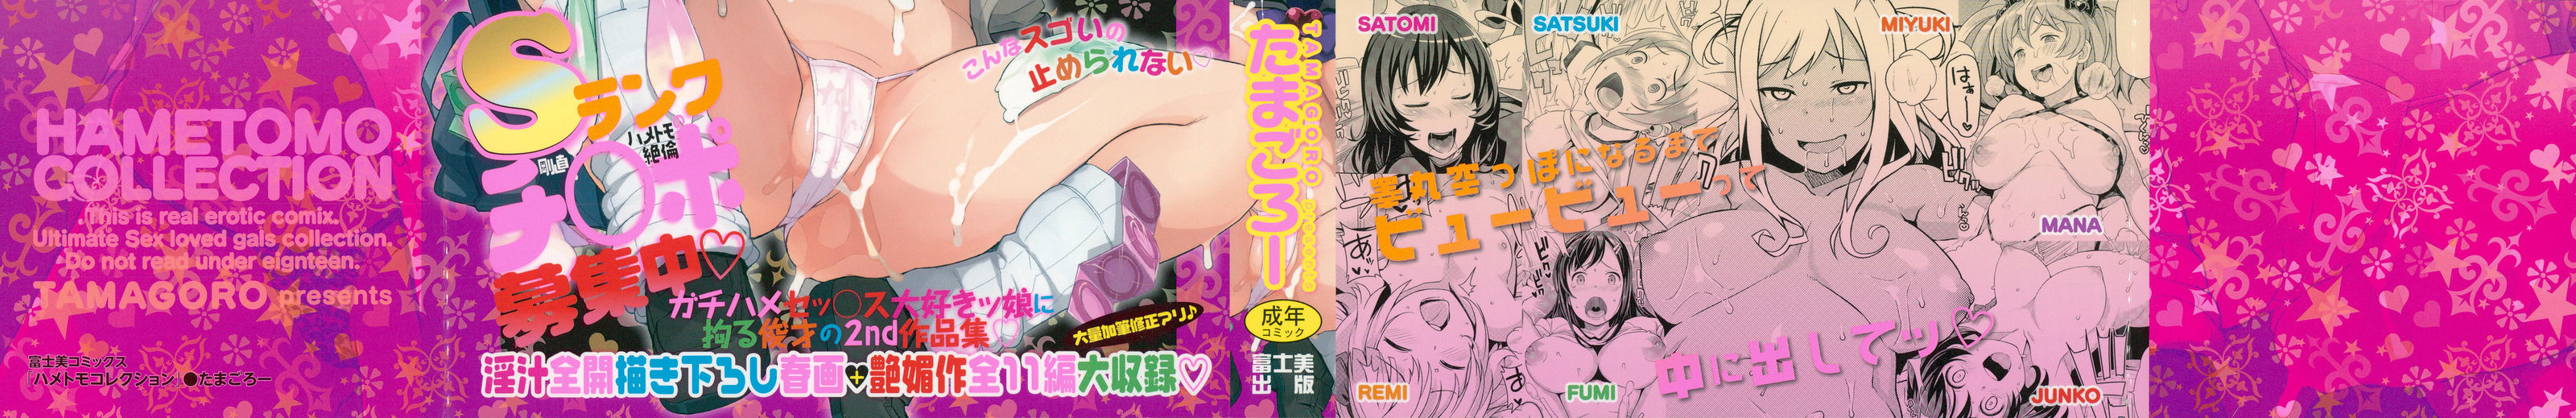 HAMETOMO
COLLECTION
.This is real erotic comix.
Ultimate Sex loved gals collection.
Do not read under eignteen.
TAMAGORO presents
富士美コミックス
「ハメトモコレクション」●たまごろー
こんなスゴいの
止められない♡
Sランク
ハメトモ
絶倫
剛直
チ○ポ
募集中♡
ガチハメセッ○ス大好きッ娘に
拘る俊才の2nd作品集♡
大量加筆修正アリ♪
淫汁全開描き下ろし春画+艶媚作全11編大収録♡
たまごろー
TAMAGORO presents
成年
コミック
富士美
出版
SATOMI
SATSUKI
MIYUKI
はぁー♡
睾丸空っぽになるまで
ビュービューって
MANA
中に出してッ♡
REMI
FUMI
JUNKO